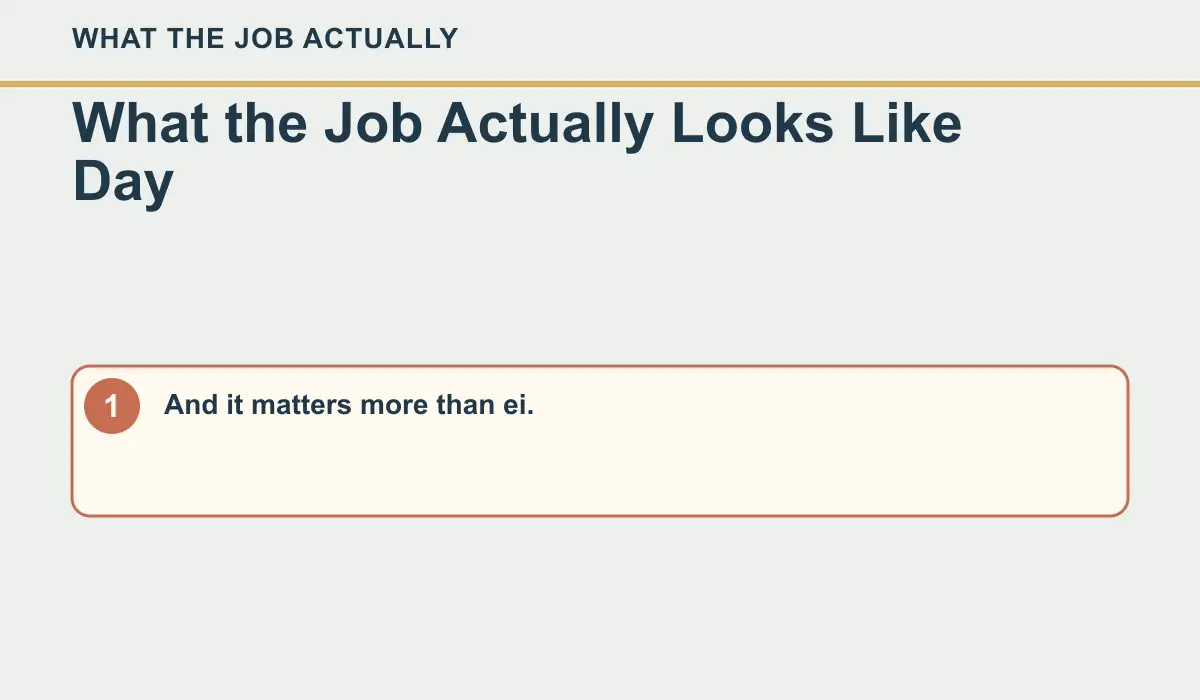 WHAT THE JOB ACTUALLY
What the Job Actually Looks Like
Day
1
And it matters more than ei.